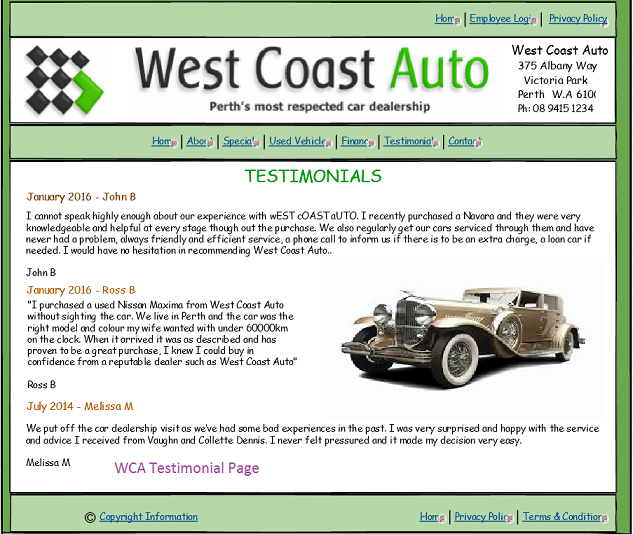 Home | Employee Login | Privacy Policy
West Coast Auto
Perth's most respected car dealership
West Coast Auto
375 Albany Way
Victoria Park
Perth W.A 6100
Ph: 08 9415 1234
Home | About | Specials | Used Vehicles | Finance | Testimonials | Contact
TESTIMONIALS
January 2016 - John B
I cannot speak highly enough about our experience with wEST cOAST aUTO. I recently purchased a Navara and they were very
knowledgeable and helpful at every stage though out the purchase. We also regularly get our cars serviced through them and have
never had a problem, always friendly and efficient service, a phone call to inform us if there is to be an extra charge, a loan car if
needed. I would have no hesitation in recommending West Coast Auto..
John B
January 2016 - Ross B
"I purchased a used Nissan Maxima from West Coast Auto
without sighting the car. We live in Perth and the car was the
right model and colour my wife wanted with under 60000km
on the clock. When it arrived it was as described and has
proven to be a great purchase, I knew I could buy in
confidence from a reputable dealer such as West Coast Auto"
Ross B
July 2014 - Melissa M
We put off the car dealership visit as we've had some bad experiences in the past. I was very surprised and happy with the service
and advice I received from Vaughn and Collette Dennis. I never felt pressured and it made my decision very easy.
Melissa M
WCA Testimonial Page
© Copyright Information
Home | Privacy Policy | Terms & Conditions